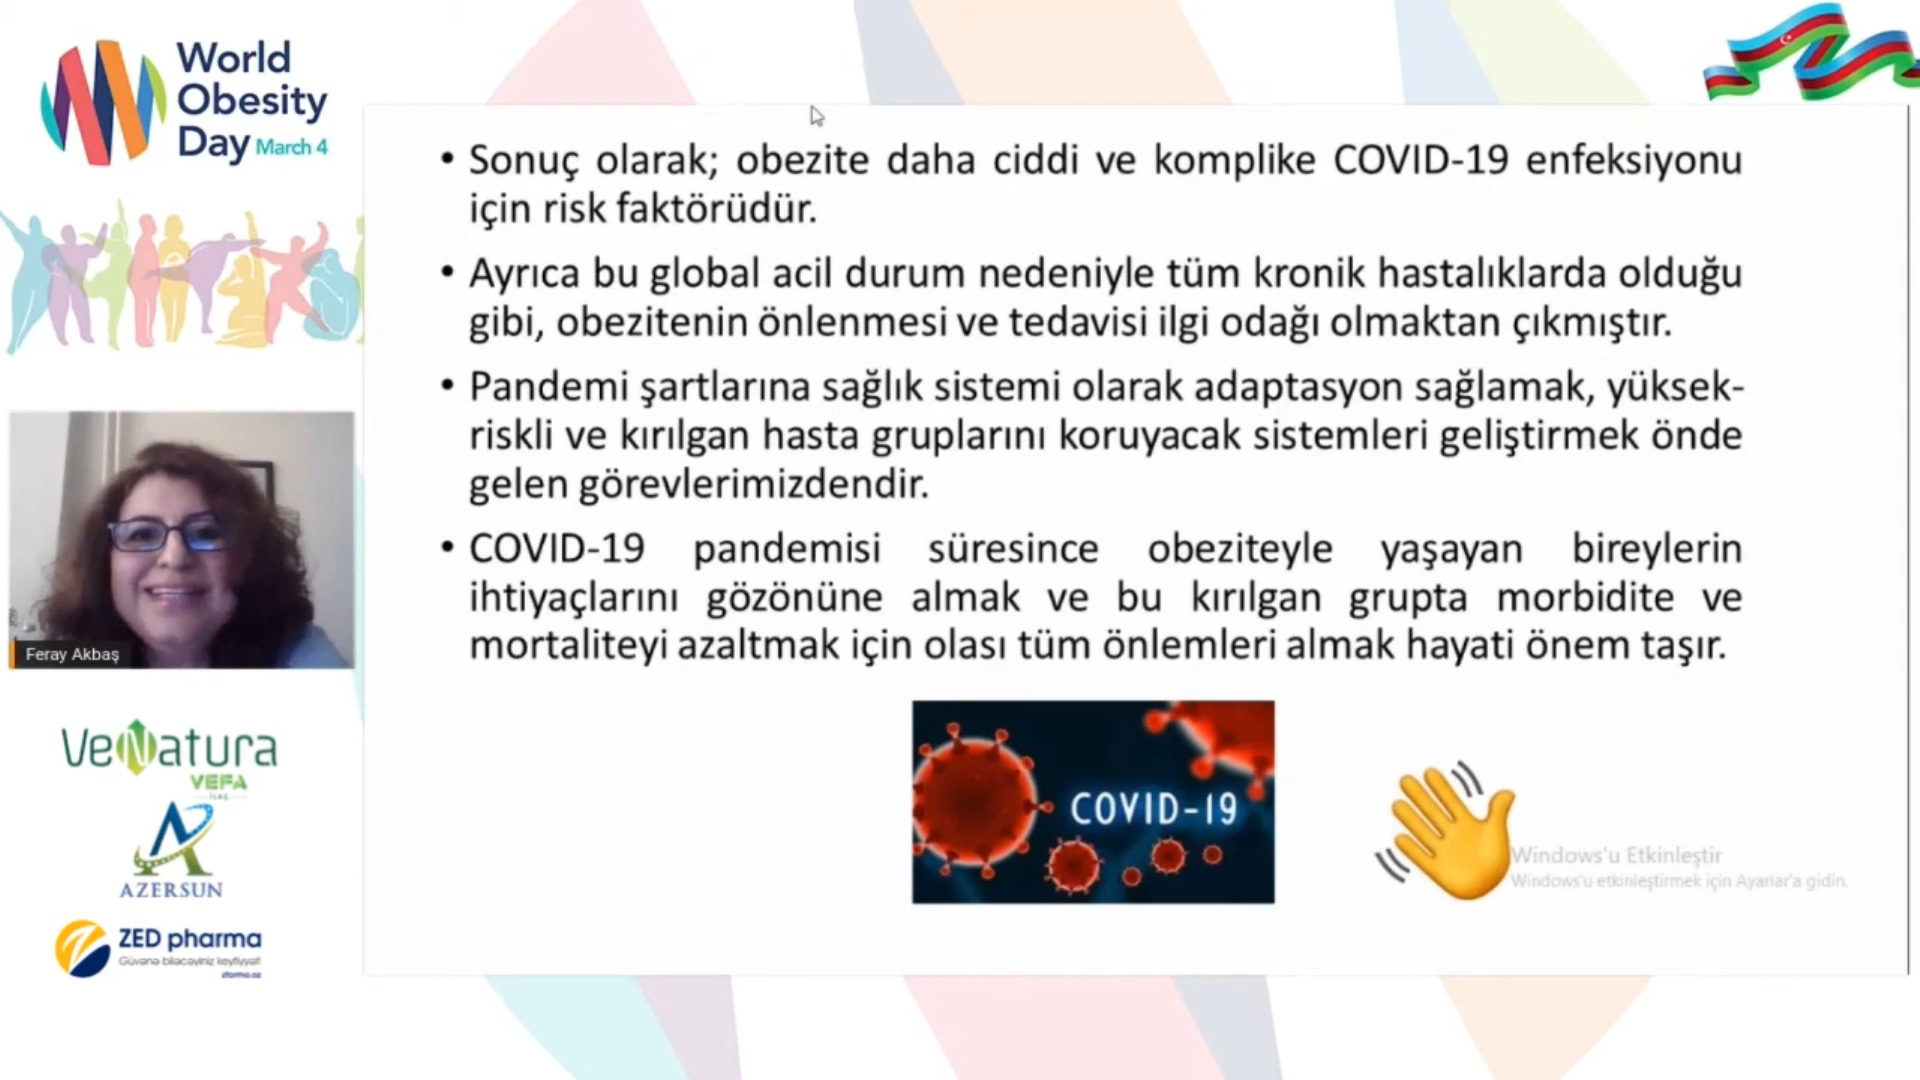 World
Obesity
Day March 4
• Sonuç olarak; obezite daha ciddi ve komplike COVID-19 enfeksiyonu
için risk faktörüdür.
• Ayrıca bu global acil durum nedeniyle tüm kronik hastalıklarda olduğu
gibi, obezitenin önlenmesi ve tedavisi ilgi odağı olmaktan çıkmıştır.
• Pandemi şartlarına sağlık sistemi olarak adaptasyon sağlamak, yüksek-
riskli ve kırılgan hasta gruplarını koruyacak sistemleri geliştirmek önde
gelen görevlerimizdendir.
• COVID-19 pandemisi süresince obeziteyle yaşayan bireylerin
ihtiyaçlarını gözönüne almak ve bu kırılgan grupta morbidite ve
mortaliteyi azaltmak için olası tüm önlemleri almak hayati önem taşır.
Feray Akbaş
VeNatura
VEFA
İLAÇ
AZERSUN
ZED pharma
Güvənə biləcəyiniz keyfiyyət!
COVID-19
Windows'u Etkinleştir
Windows'u etkinleştirmek için Ayarlar'a gidin.